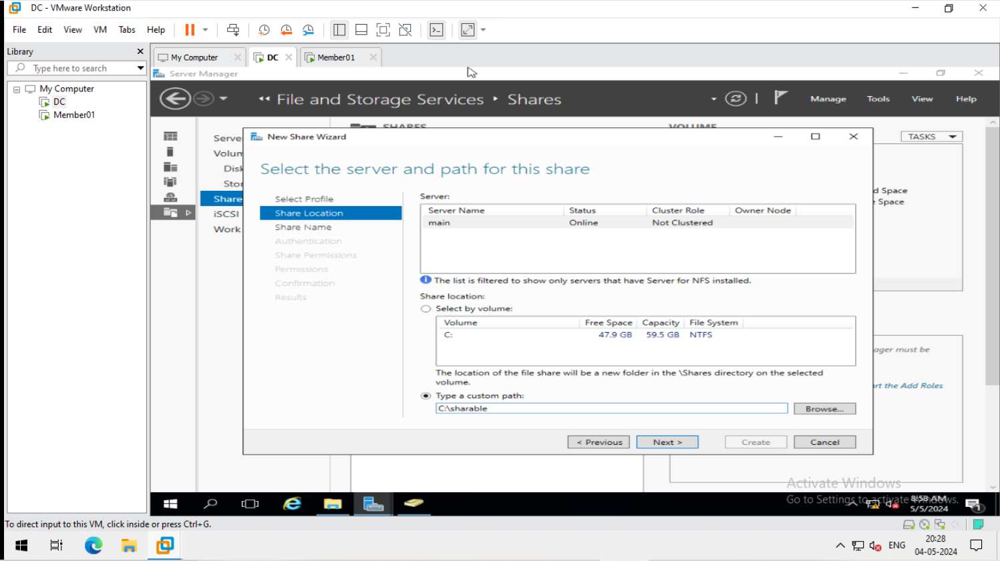 DC - VMware Workstation
File Edit View VM Tabs Help
Library
Type here to search
My Computer
DC
Member01
My Computer
DC
Member01
Server Manager
File and Storage Services
Shares
Manage
Tools
View
Help
SHARES
VOLUME
TASKS
Serve
Volum
Disk
Stor
Share
iSCSI
Work
New Share Wizard
Select the server and path for this share
Select Profile
Share Location
Share Name
Authentication
Share Permissions
Permissions
Confirmation
Results
Server:
Server Name Status Cluster Role Owner Node
main Online Not Clustered
The list is filtered to show only servers that have Server for NFS installed.
Share location:
Select by volume:
Volume Free Space Capacity File System
C: 47.9 GB 59.5 GB NTFS
The location of the file share will be a new folder in the \Shares directory on the selected
volume.
Type a custom path:
C:\sharable
Browse...
< Previous
Next >
Create
Cancel
d Space
Space
ager must be
rt the Add Roles
Activate Windows
Go to Settings to activate Windows.
8:58 AM
5/5/2024
1
To direct input to this VM, click inside or press Ctrl+G.
ENG
20:28
04-05-2024